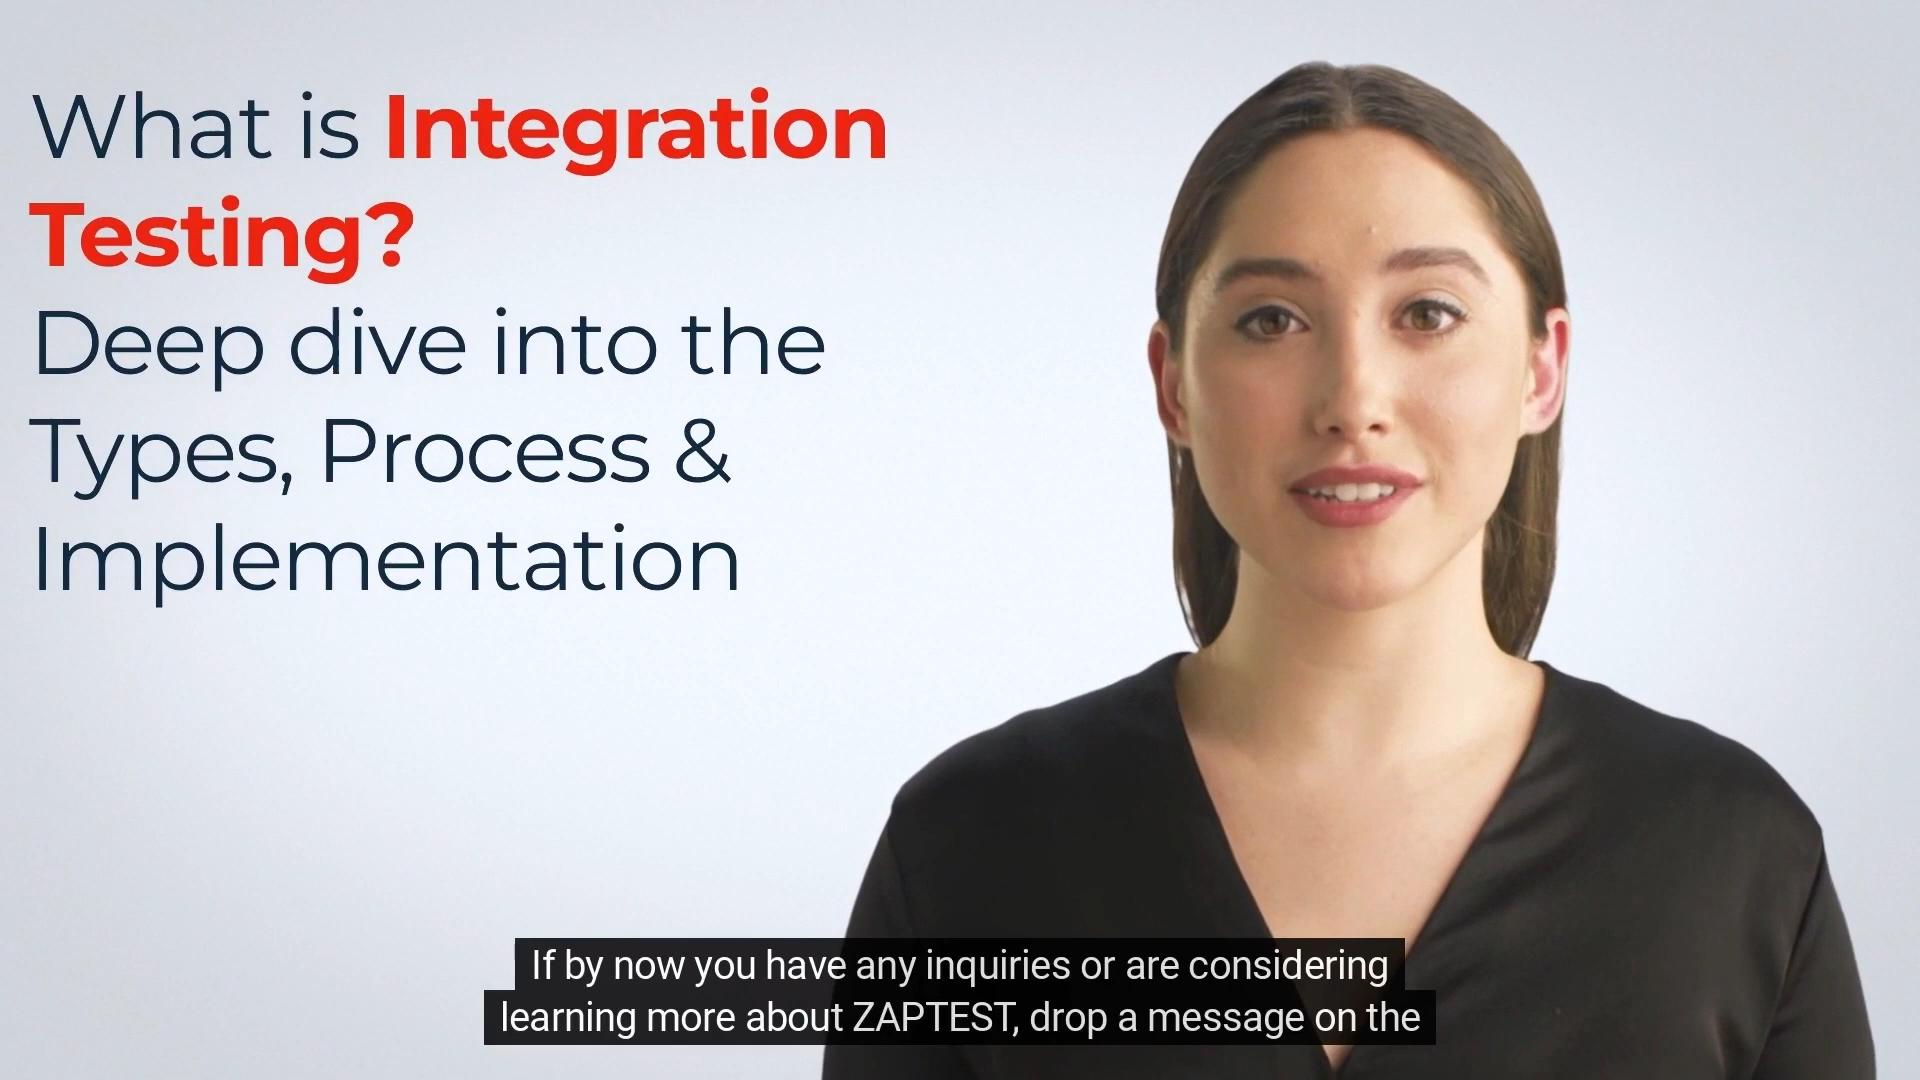 What is Integration
Testing?
Deep dive into the
Types, Process &
Implementation
If by now you have any inquiries or are considering
learning more about ZAPTEST, drop a message on the